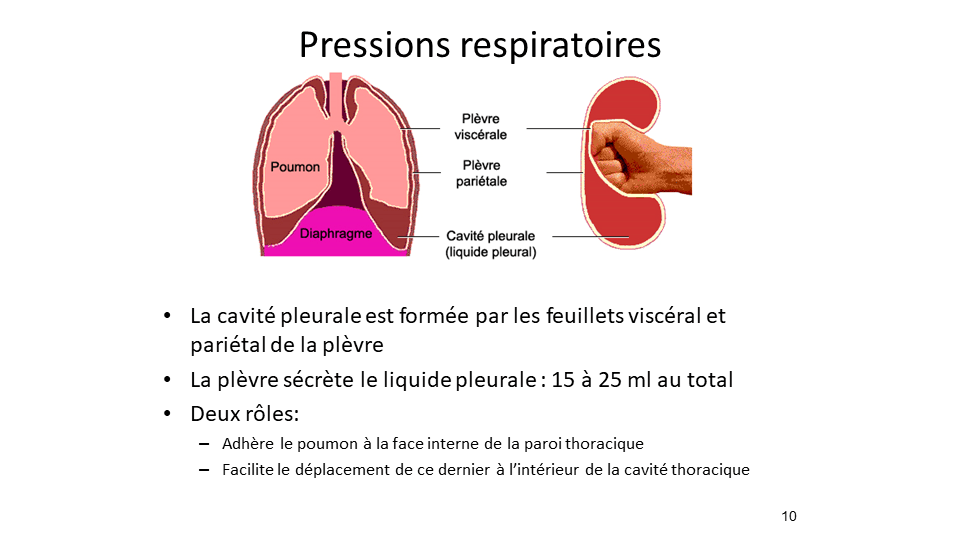 Pressions respiratoires
Plèvre
viscérale
Poumon
Plèvre
pariétale
Diaphragme
Cavité pleurale
(liquide pleural)
• La cavité pleurale est formée par les feuillets viscéral et
pariétal de la plèvre
• La plèvre sécrète le liquide pleurale : 15 à 25 ml au total
• Deux rôles:
– Adhère le poumon à la face interne de la paroi thoracique
– Facilite le déplacement de ce dernier à l’intérieur de la cavité thoracique
10